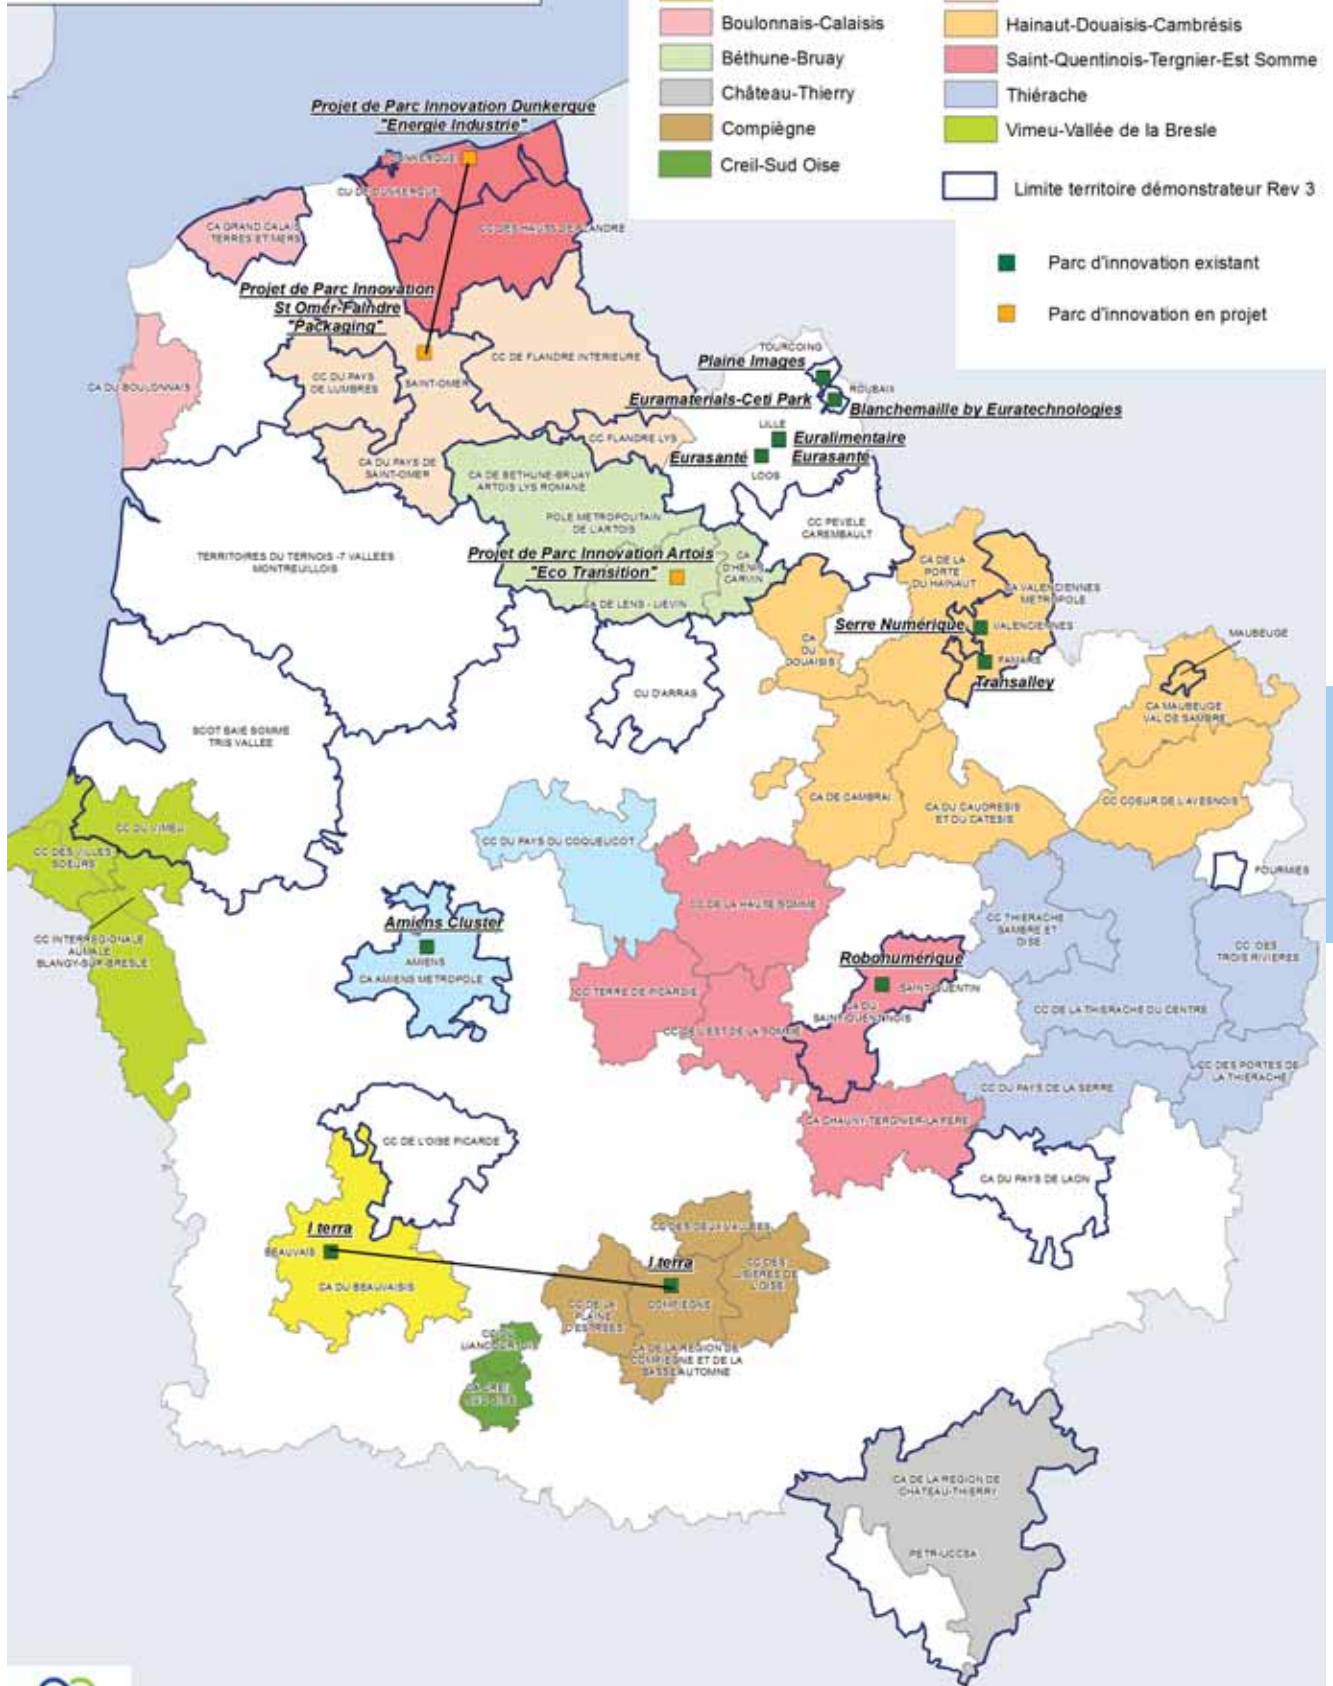 Boulonnais-Calaisis
Béthune-Bruay
Château-Thierry
Compiègne
Creil-Sud Oise
Hainaut-Douaisis-Cambrésis
Saint-Quentinois-Tergnier-Est Somme
Thiérache
Vimeu-Vallée de la Bresle
Limite territoire démonstrateur Rev 3
Parc d'innovation existant
Parc d'innovation en projet
Projet de Parc Innovation Dunkerque
"Energie Industrie"
CU DE DUNKERQUE
CC DES HAUTS DE FLANDRE
CA GRAND CALAIS
TERRES ET MERS
Projet de Parc Innovation
St Omer-Falndre
"Packaging"
CC DE FLANDRE INTERIEURE
CA DU BOULONNAIS
CC DU PAYS
DE LUMBRES
SAINT-OMER
TOURCOING
Plaine Images
ROUBAIX
Euramaterials-Ceti Park
Blanchemaille by Euratechnologies
LILLE
Euralimentaire
Eurasanté
Eurasanté
LOOS
CC FLANDRE LYS
CA DU PAYS DE
SAINT-OMER
CA DE BETHUNE-BRUAY
ARTOIS LYS ROMANE
POLE METROPOLITAIN
DE L'ARTOIS
CC PEVELE
CAREMBAULT
Projet de Parc Innovation Artois
"Eco Transition"
CA
D'HENIN
CARVIN
CA DE LENS - LIEVIN
TERRITOIRES DU TERNOIS -7 VALLEES
MONTREUILLOIS
CA DE LA
PORTE
DU HAINAUT
CA VALENCIENNES
METROPOLE
Serre Numérique
VALENCIENNES
FAMARS
Transalley
CA
DU
DOUAISIS
MAUBEUGE
CA MAUBEUGE
VAL DE SAMBRE
CU D'ARRAS
SCOT BAIE SOMME
TRIS VALLEE
CA DE CAMBRAI
CA DU CAUDRESIS
ET DU CATESIS
CC COEUR DE L'AVESNOIS
CC DU VIMEU
CC DES VILLES
SOEURS
CC DU PAYS DU COQUELICOT
FOURMIES
CC DE LA HAUTE SOMME
CC THIERACHE
SAMBRE ET
OISE
CC DES
TROIS RIVIERES
Amiens Cluster
AMIENS
CA AMIENS METROPOLE
CC INTERREGIONALE
AUMALE
BLANGY-SUR-BRESLE
Robonumérique
SAINT-QUENTIN
CA DU
SAINT-QUENTINOIS
CC TERRE DE PICARDIE
CC DE L'EST DE LA SOMME
CC DE LA THIERACHE DU CENTRE
CC DES PORTES DE
LA THIERACHE
CC DU PAYS DE LA SERRE
CA CHAUNY-TERGNIER-LA FERE
CC DE L'OISE PICARDE
CA DU PAYS DE LAON
I terra
BEAUVAIS
CA DU BEAUVAISIS
CC DES DEUX VALLEES
I terra
COMPIEGNE
CC DES
LISIERES DE
L'OISE
CC DE LA
PLAINE
D'ESTREES
CA DE LA REGION DE
COMPIEGNE ET DE LA
BASSE AUTOMNE
CA CREIL
SUD OISE
CA DE LA REGION DE
CHATEAU-THIERRY
PETR-UCCSA